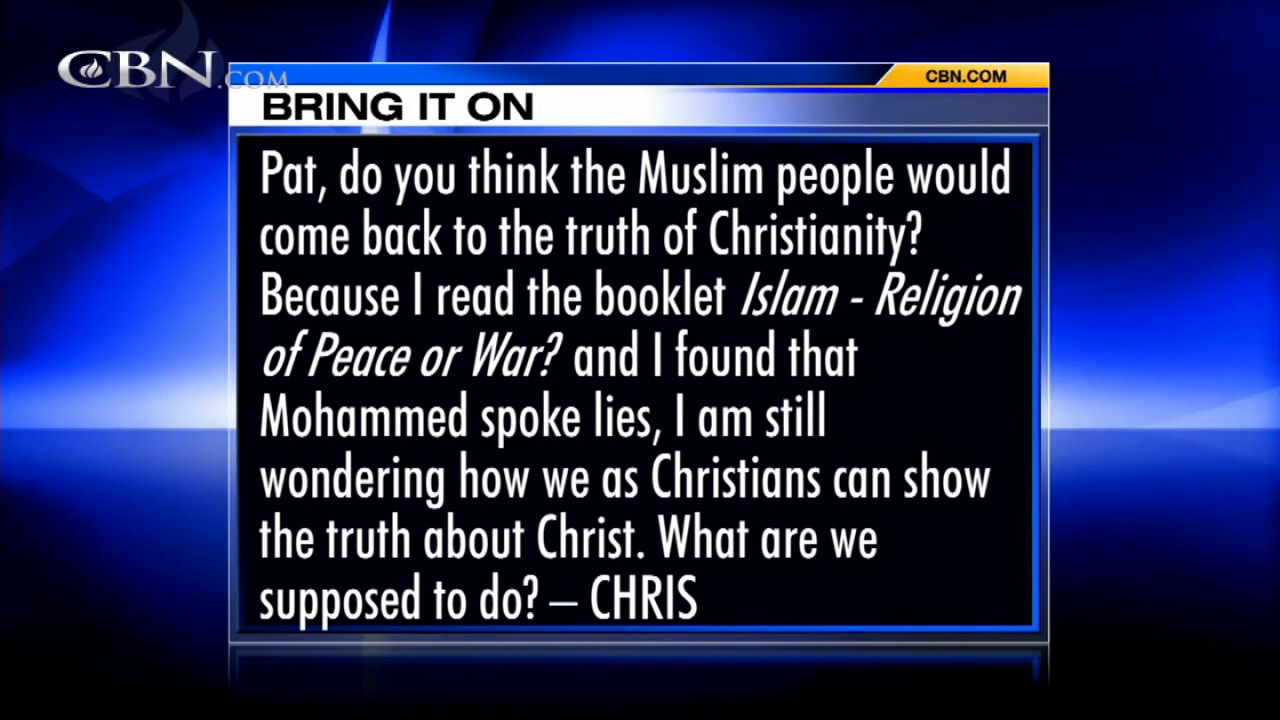 CBN.COM
CBN.COM
BRING IT ON
Pat, do you think the Muslim people would
come back to the truth of Christianity?
Because I read the booklet Islam - Religion
of Peace or War? and I found that
Mohammed spoke lies, I am still
wondering how we as Christians can show
the truth about Christ. What are we
supposed to do? – CHRIS